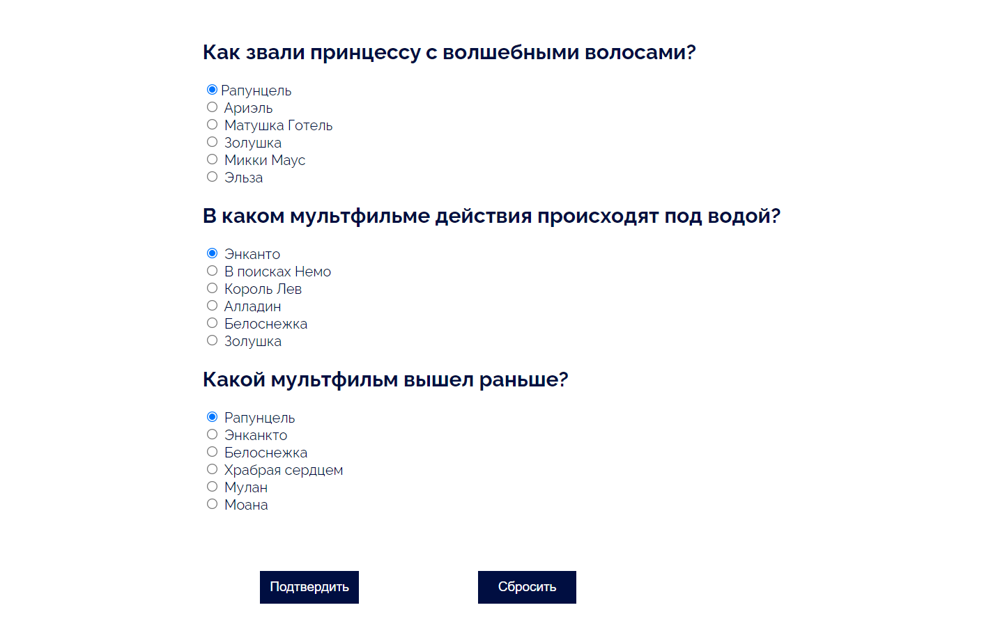 Как звали принцессу с волшебными волосами?
Рапунцель
Ариэль
Матушка Готель
Золушка
Микки Маус
Эльза
В каком мультфильме действия происходят под водой?
Энканто
В поисках Немо
Король Лев
Алладин
Белоснежка
Золушка
Какой мультфильм вышел раньше?
Рапунцель
Энканкто
Белоснежка
Храбрая сердцем
Мулан
Моана
Подтвердить
Сбросить